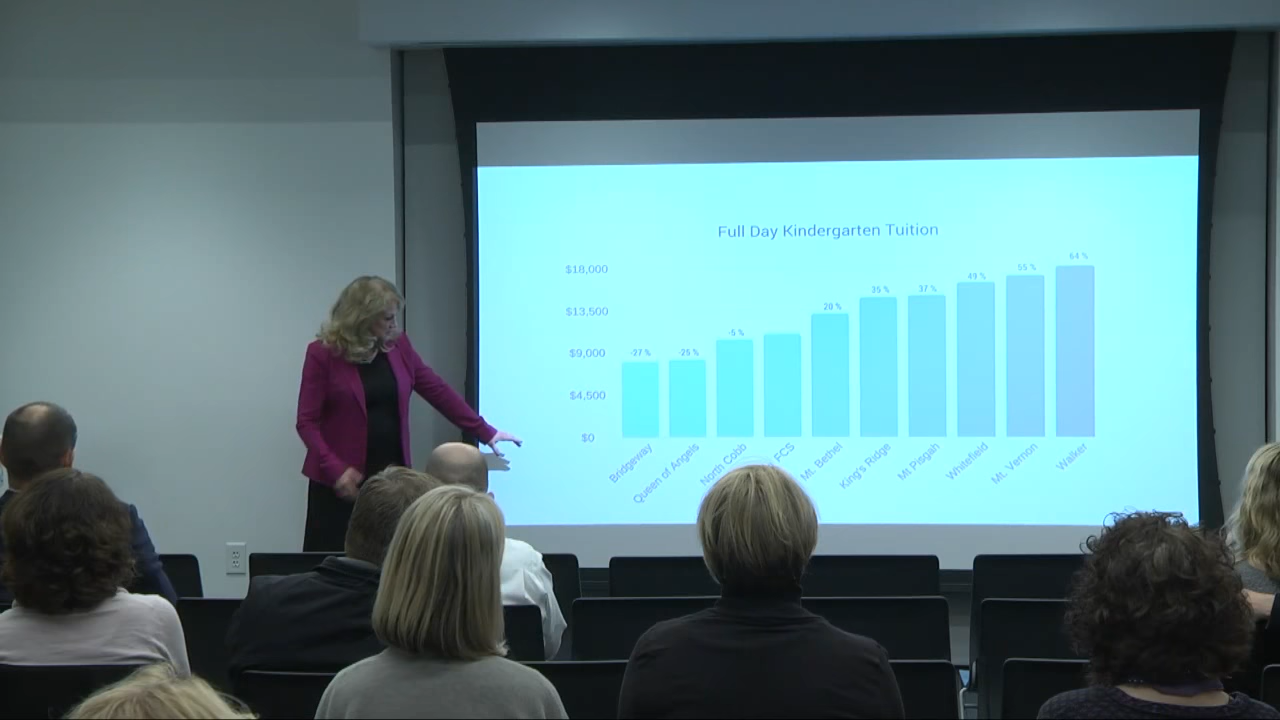 Full Day Kindergarten Tuition
$18,000
$13,500
$9,000
$4,500
$0
-27 %
-25 %
-5 %
20 %
35 %
37 %
49 %
55 %
64 %
Bridgeway
Queen of Angels
North Cobb
FCS
Mt. Bethel
King's Ridge
Mt Pisgah
Whitefield
Mt. Vernon
Walker